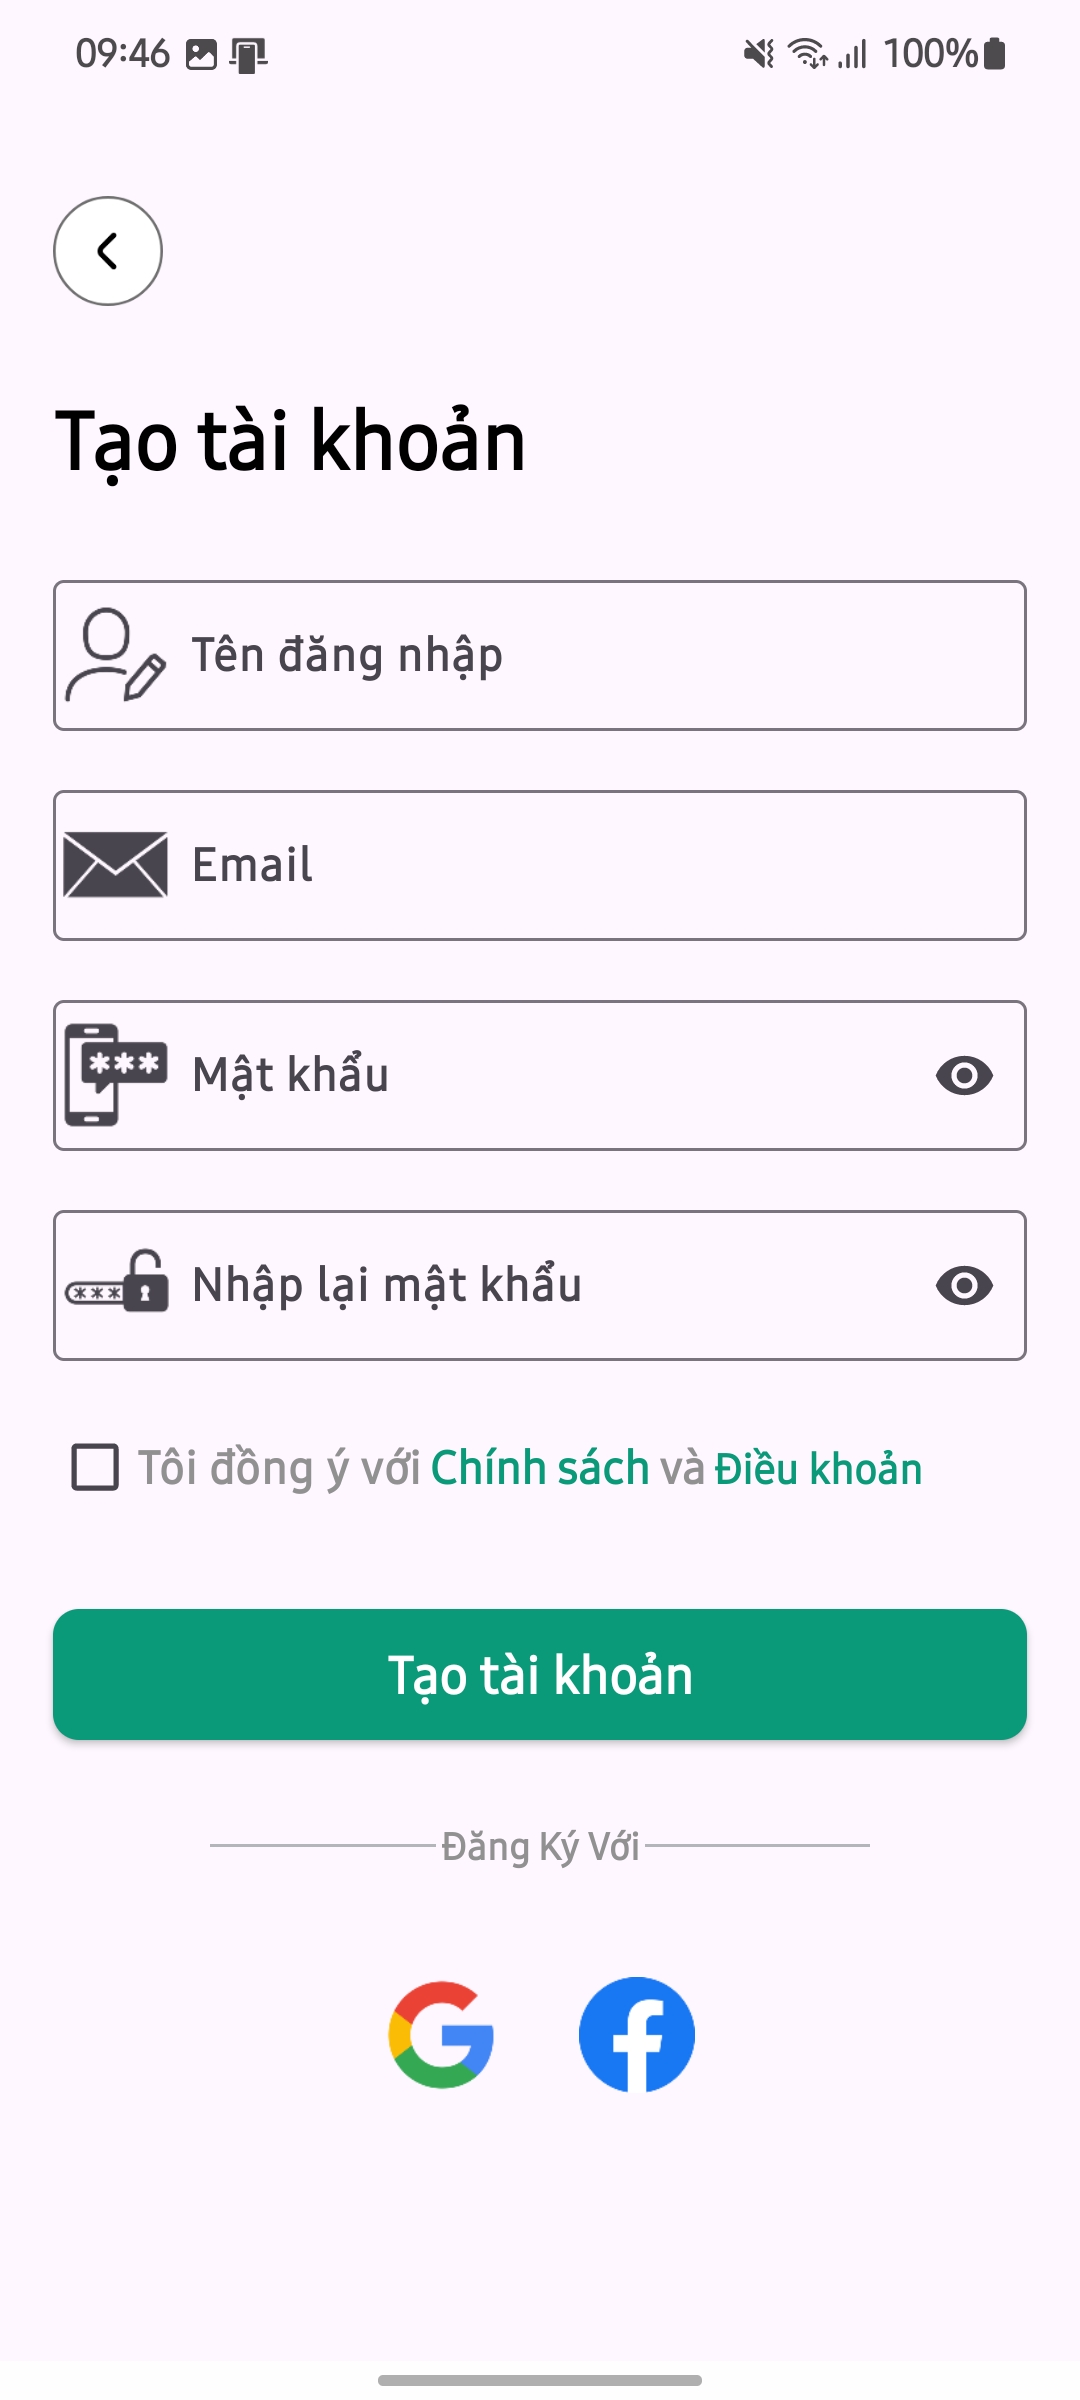 09:46 100%
Tạo tài khoản
Tên đăng nhập
Email
Mật khẩu
Nhập lại mật khẩu
Tôi đồng ý với Chính sách và Điều khoản
Tạo tài khoản
Đăng Ký Với